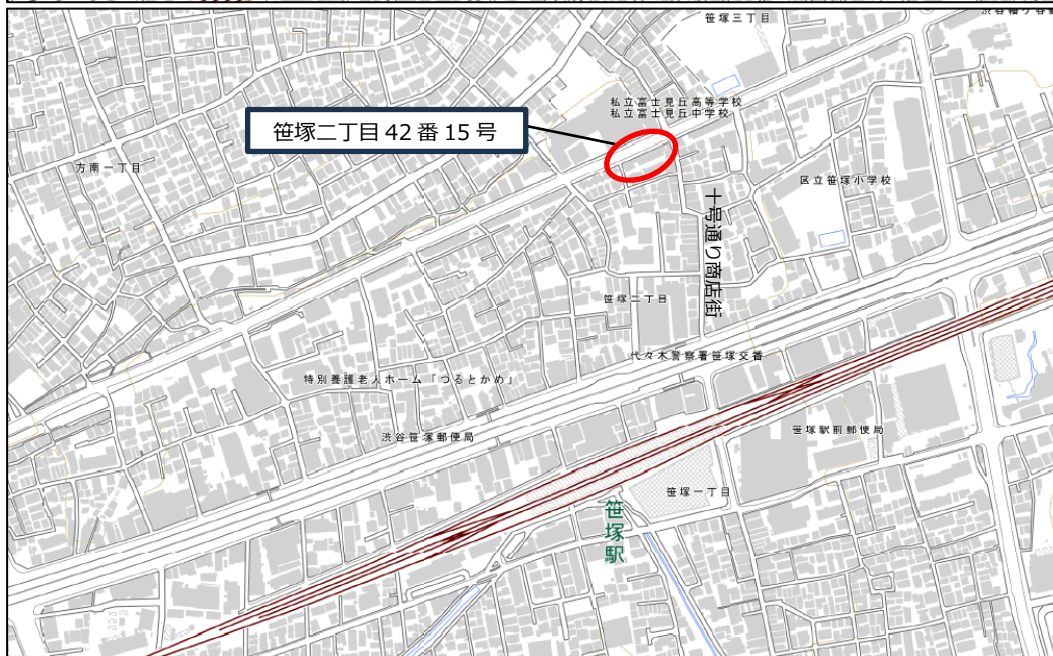 笹塚三丁目
私立富士見丘高等学校
私立富士見丘中学校
笹塚二丁目 42 番 15 号
方南一丁目
区立笹塚小学校
十号通り商店街
笹塚二丁目
代々木警察署笹塚交番
特別養護老人ホーム「つるとかめ」
渋谷笹塚郵便局
笹塚駅前郵便局
笹塚一丁目
笹塚駅